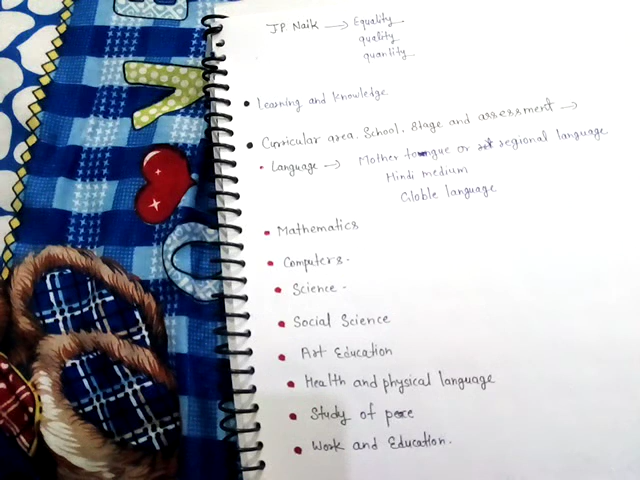 J.P. Naik → Equality
quality
quantity
• Learning and knowledge
• Curricular area. School. Stage and assessment →
• Language → Mother tongue or regional language
Hindi medium
Globle language
• Mathematics
• Computers.
• Science.
• Social Science
• Art Education
• Health and physical language
• Study of pece
• Work and Education.